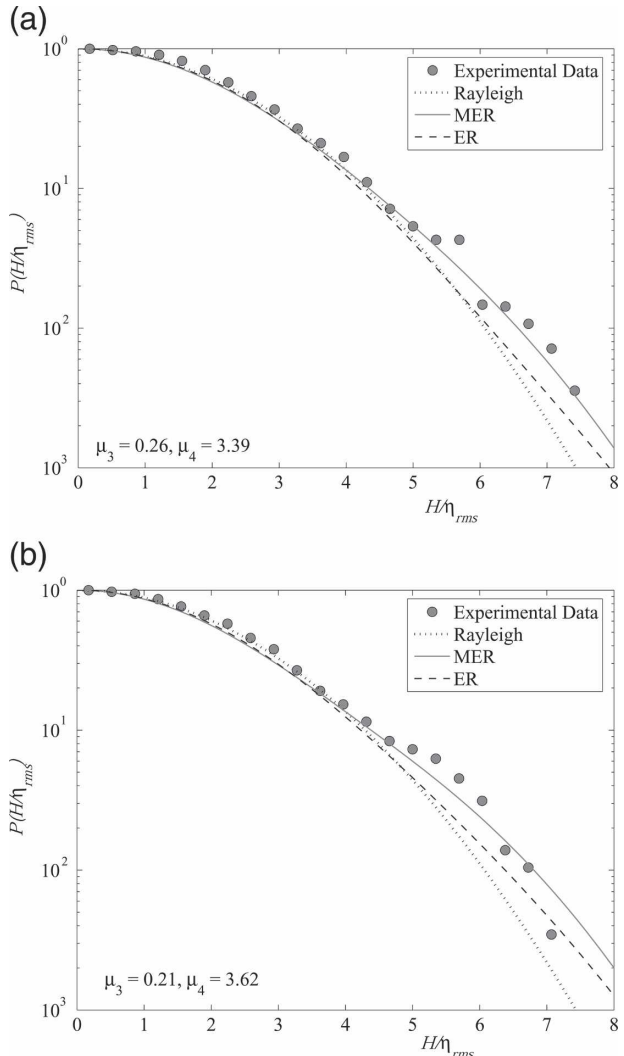 (a)
10^0
10^1
10^2
10^3
P(H/η_rms)
Experimental Data
Rayleigh
MER
ER
μ_3 = 0.26, μ_4 = 3.39
0 1 2 3 4 5 6 7 8
H/η_rms
(b)
10^0
10^1
10^2
10^3
P(H/η_rms)
Experimental Data
Rayleigh
MER
ER
μ_3 = 0.21, μ_4 = 3.62
0 1 2 3 4 5 6 7 8
H/η_rms